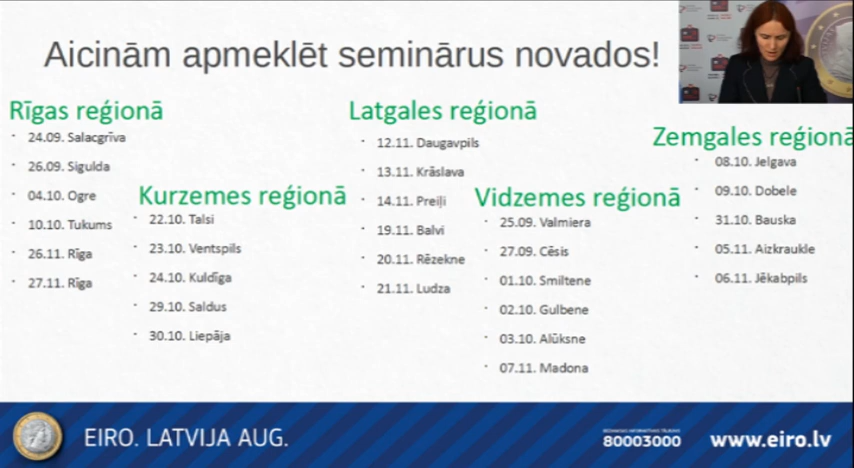 Aicinām apmeklēt seminārus novados!
Rīgas reģionā
24.09. Salacgrīva
26.09. Sigulda
04.10. Ogre
10.10. Tukums
26.11. Rīga
27.11. Rīga
Kurzemes reģionā
22.10. Talsi
23.10. Ventspils
24.10. Kuldīga
29.10. Saldus
30.10. Liepāja
Latgales reģionā
12.11. Daugavpils
13.11. Krāslava
14.11. Preiļi
19.11. Balvi
20.11. Rēzekne
21.11. Ludza
Vidzemes reģionā
25.09. Valmiera
27.09. Cēsis
01.10. Smiltene
02.10. Gulbene
03.10. Alūksne
07.11. Madona
Zemgales reģionā
08.10. Jelgava
09.10. Dobele
31.10. Bauska
05.11. Aizkraukle
06.11. Jēkabpils
EIRO. LATVIJA AUG.
80003000
www.eiro.lv